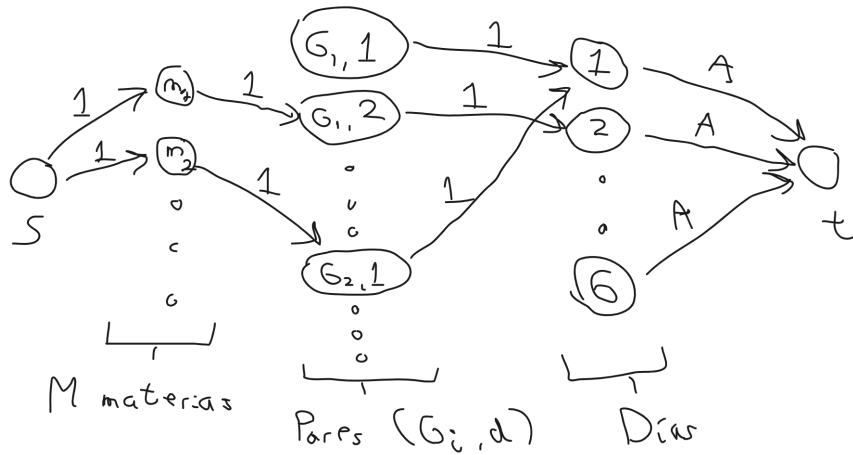 G₁, 1
1
1
A
m₁
1
1
G₁, 2
1
2
A
1
m₂
1
1
A
S
G₂, 1
6
t
M materias
Pares (Gᵢ, d)
Días